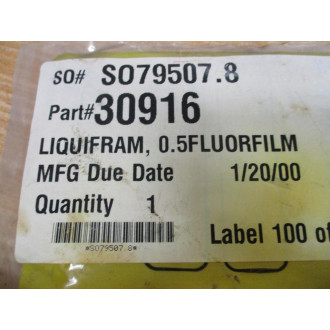 SO# SO79507.8
Part#30916
LIQUIFRAM, 0.5FLUORFILM
MFG Due Date 1/20/00
Quantity 1
Label 100 of
*SO79507.8*